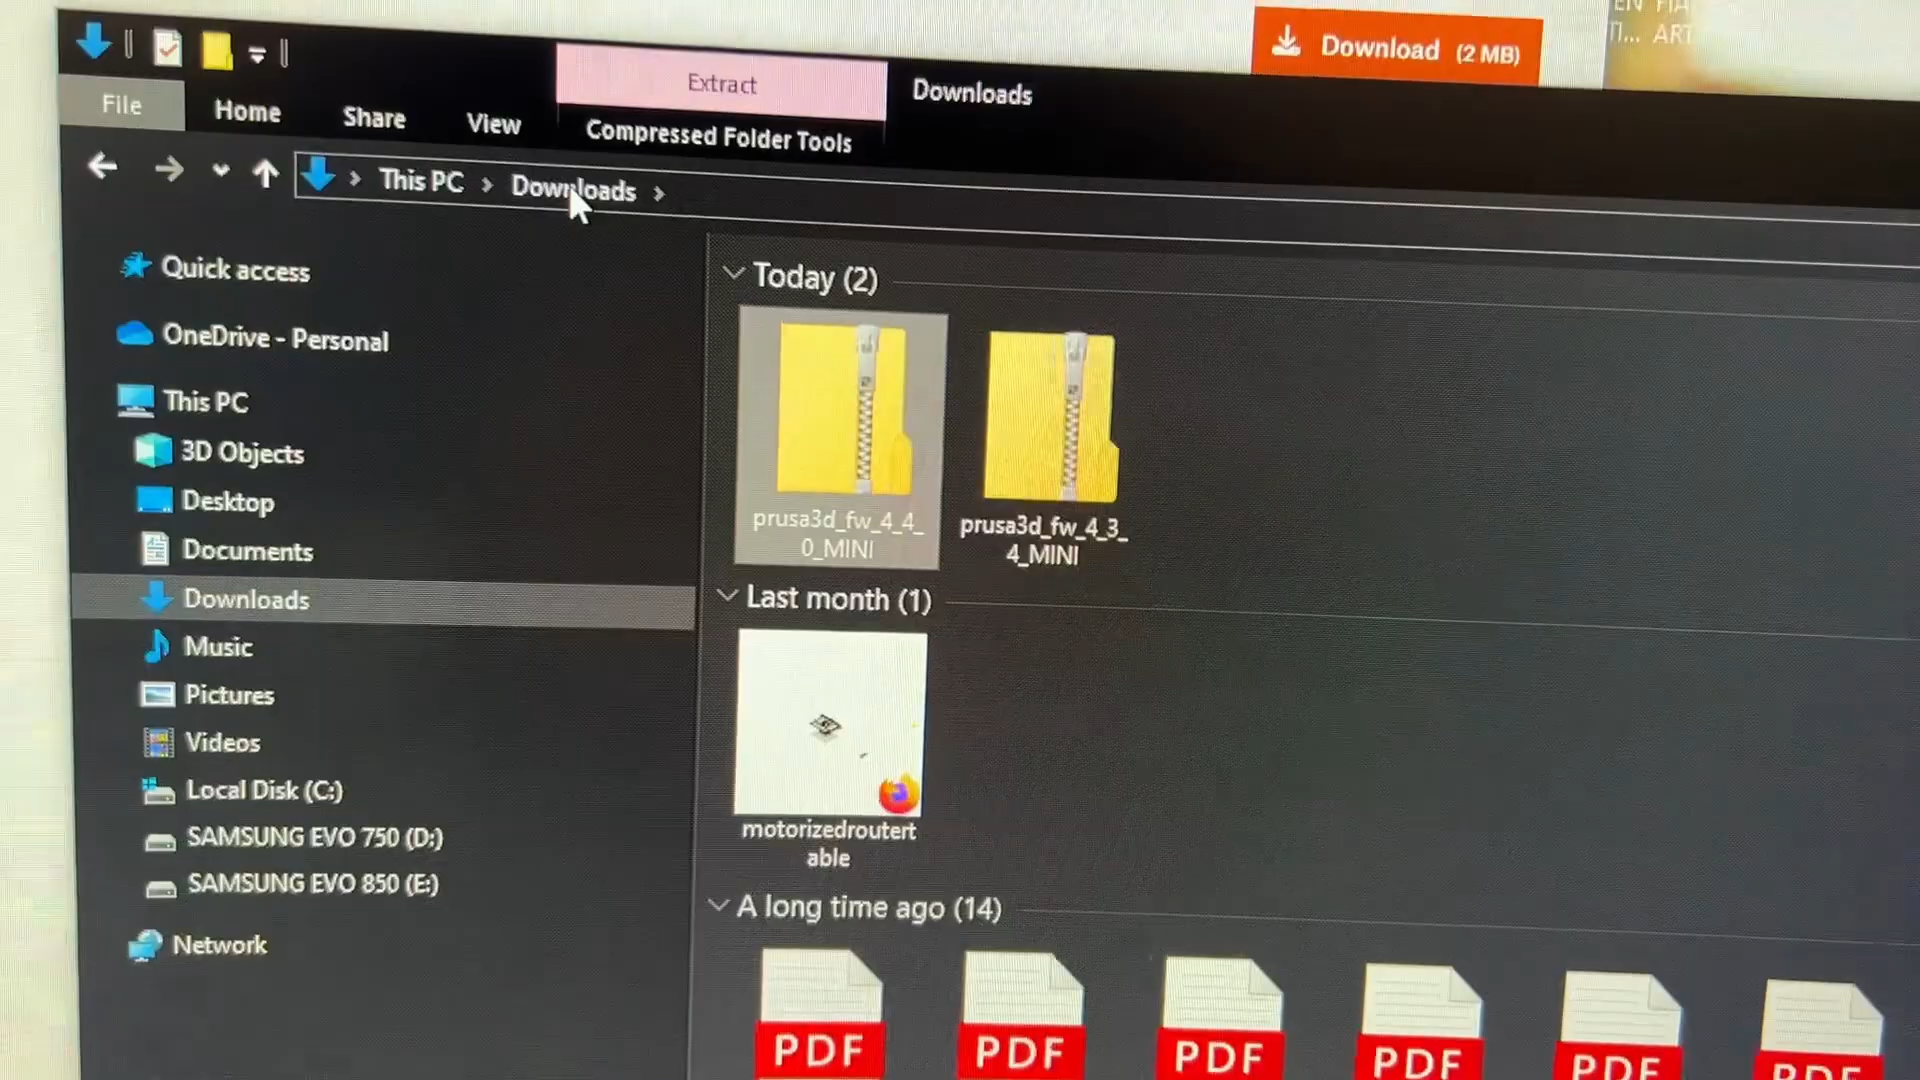 Download (2 MB)
ART
Extract
Downloads
File
Home
Share
View
Compressed Folder Tools
This PC
Downloads
Quick access
OneDrive - Personal
This PC
3D Objects
Desktop
Documents
Downloads
Music
Pictures
Videos
Local Disk (C:)
SAMSUNG EVO 750 (D:)
SAMSUNG EVO 850 (E:)
Network
Today (2)
prusa3d_fw_4_4_
0_MINI
prusa3d_fw_4_3_
4_MINI
Last month (1)
motorizedroutert
able
A long time ago (14)
PDF
PDF
PDF
PDF
PDF
PDF